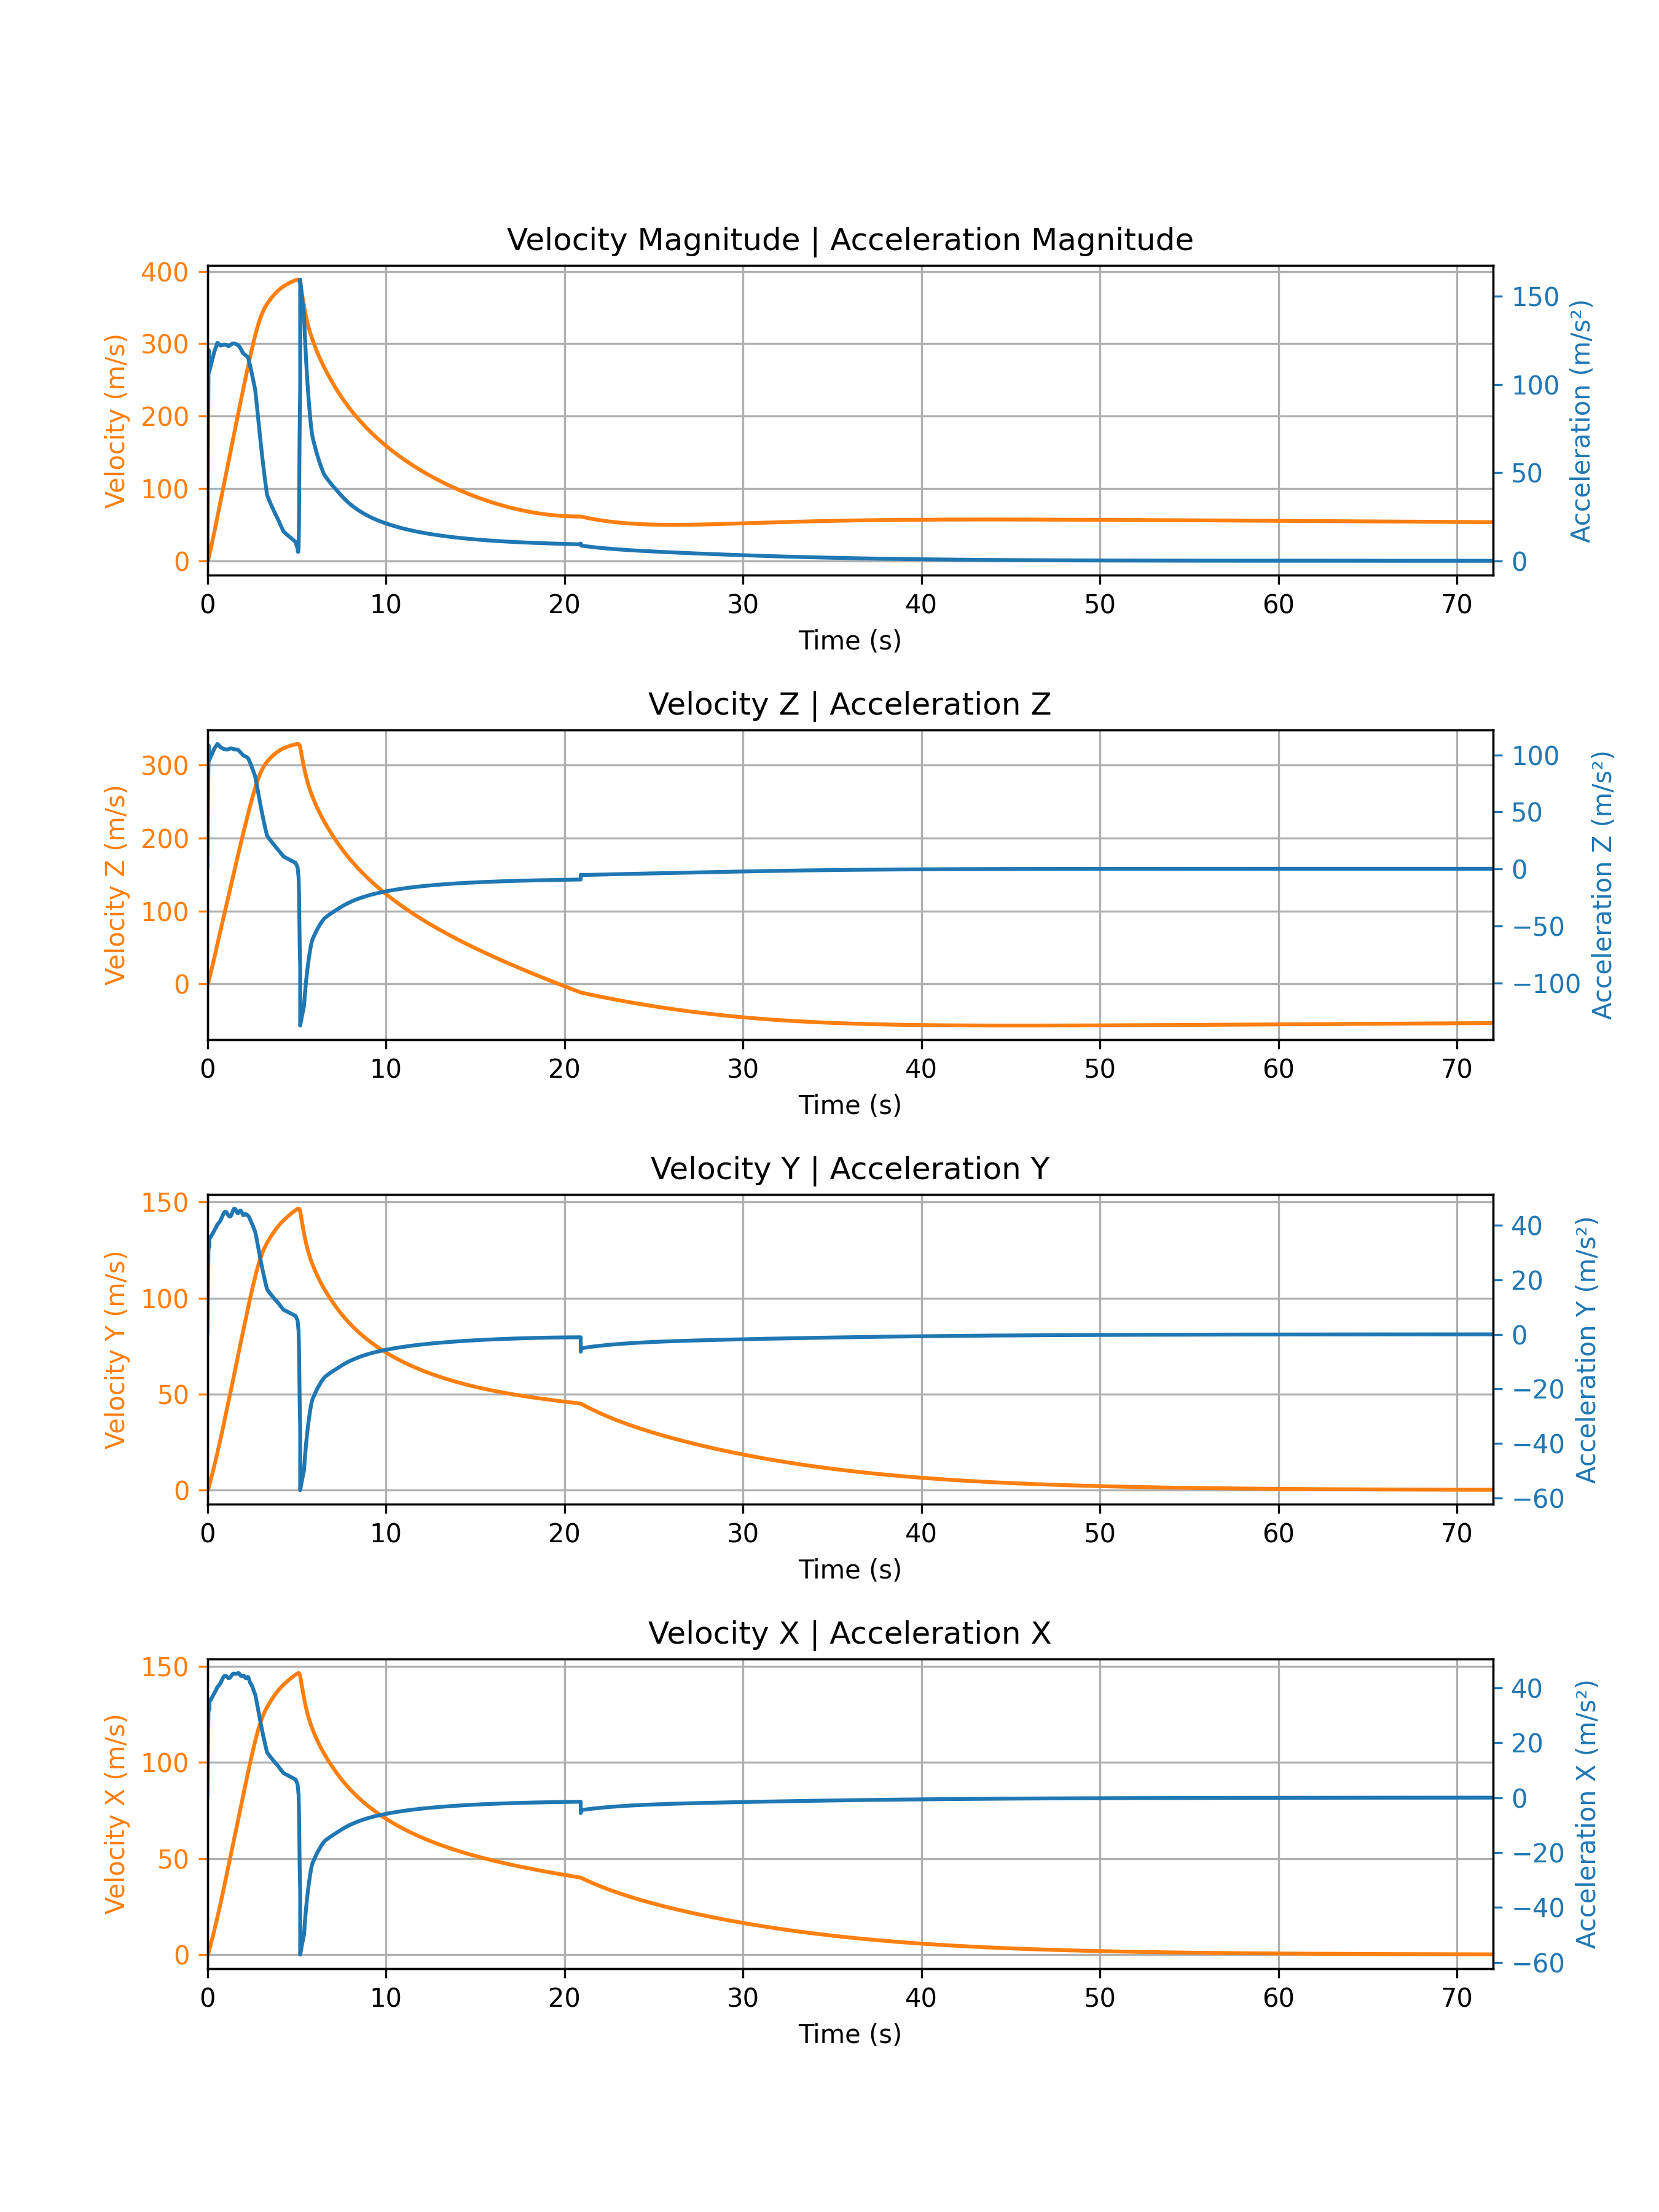 Velocity Magnitude | Acceleration Magnitude
400
300
200
100
0
Velocity (m/s)
150
100
50
0
Acceleration (m/s²)
0 10 20 30 40 50 60 70
Time (s)
Velocity Z | Acceleration Z
300
200
100
0
Velocity Z (m/s)
100
50
0
−50
−100
Acceleration Z (m/s²)
0 10 20 30 40 50 60 70
Time (s)
Velocity Y | Acceleration Y
150
100
50
0
Velocity Y (m/s)
40
20
0
−20
−40
−60
Acceleration Y (m/s²)
0 10 20 30 40 50 60 70
Time (s)
Velocity X | Acceleration X
150
100
50
0
Velocity X (m/s)
40
20
0
−20
−40
−60
Acceleration X (m/s²)
0 10 20 30 40 50 60 70
Time (s)